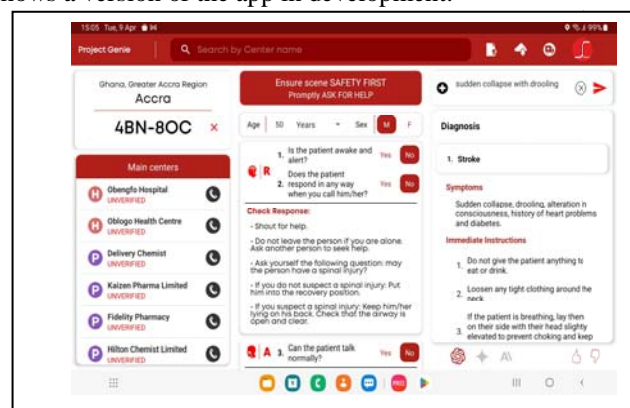 hows a version of the app in development.
15:05 Tue, 9 Apr
99%
Project Genie
Search by Center name
Ghana, Greater Accra Region
Accra
4BN-8OC ×
Main centers
H Obengfo Hospital
UNVERIFIED
H Oblogo Health Centre
UNVERIFIED
P Delivery Chemist
UNVERIFIED
P Kaizen Pharma Limited
UNVERIFIED
P Fidelity Pharmacy
UNVERIFIED
P Hilton Chemist Limited
UNVERIFIED
Ensure scene SAFETY FIRST
Promptly ASK FOR HELP
Age 50 Years Sex M F
R
1. Is the patient awake and alert? Yes No
2. Does the patient respond in any way when you call him/her? Yes No
Check Response:
- Shout for help.
- Do not leave the person if you are alone.
Ask another person to seek help.
- Ask yourself the following question: may
the person have a spinal injury?
- If you do not suspect a spinal injury: Put
him into the recovery position.
- If you suspect a spinal injury: Keep him/her
lying on his back. Check that the airway is
open and clear.
A 3. Can the patient talk normally? Yes No
sudden collapse with drooling
Diagnosis
1. Stroke
Symptoms
Sudden collapse, drooling, alteration n
consciousness, history of heart problems
and diabetes.
Immediate Instructions
1. Do not give the patient anything to
eat or drink.
2. Loosen any tight clothing around he
neck.
3. If the patient is breathing, lay them
on their side with their head slighty
elevated to prevent choking and keep